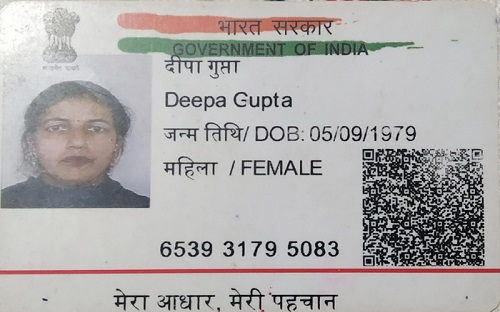 भारत सरकार
GOVERNMENT OF INDIA
दीपा गुप्ता
Deepa Gupta
जन्म तिथि/ DOB: 05/09/1979
महिला / FEMALE
6539 3179 5083
मेरा आधार, मेरी पहचान